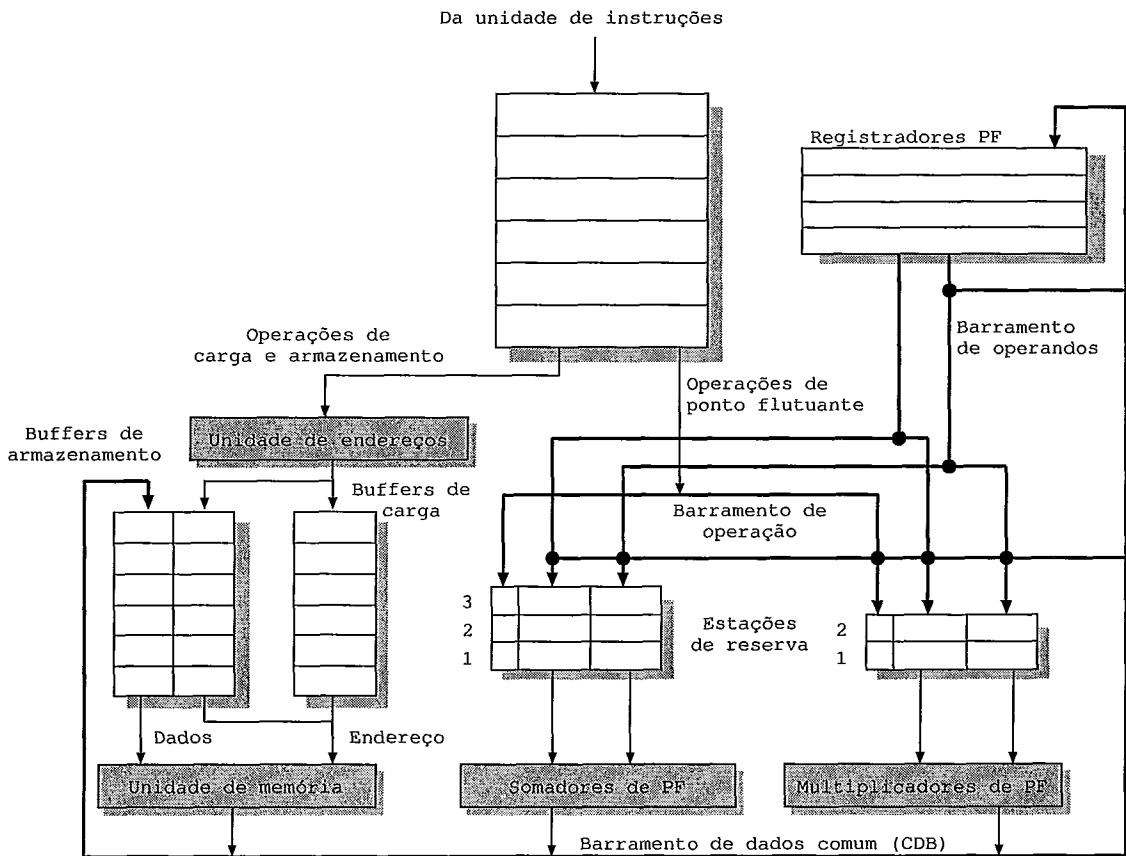 Da unidade de instruções
Registradores PF
Operações de
carga e armazenamento
Barramento
de operandos
Operações de
ponto flutuante
Buffers de
armazenamento
Unidade de endereços
Buffers de
carga
Barramento de
operação
3
2
1
Estações
de reserva
2
1
Dados
Endereço
Unidade de memória
Somadores de PF
Multiplicadores de PF
Barramento de dados comum (CDB)